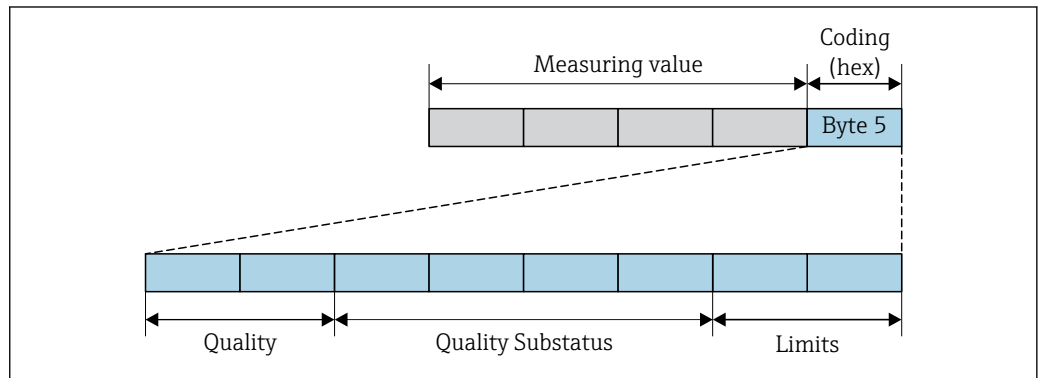 Coding
(hex)
Measuring value
Byte 5
Quality
Quality Substatus
Limits